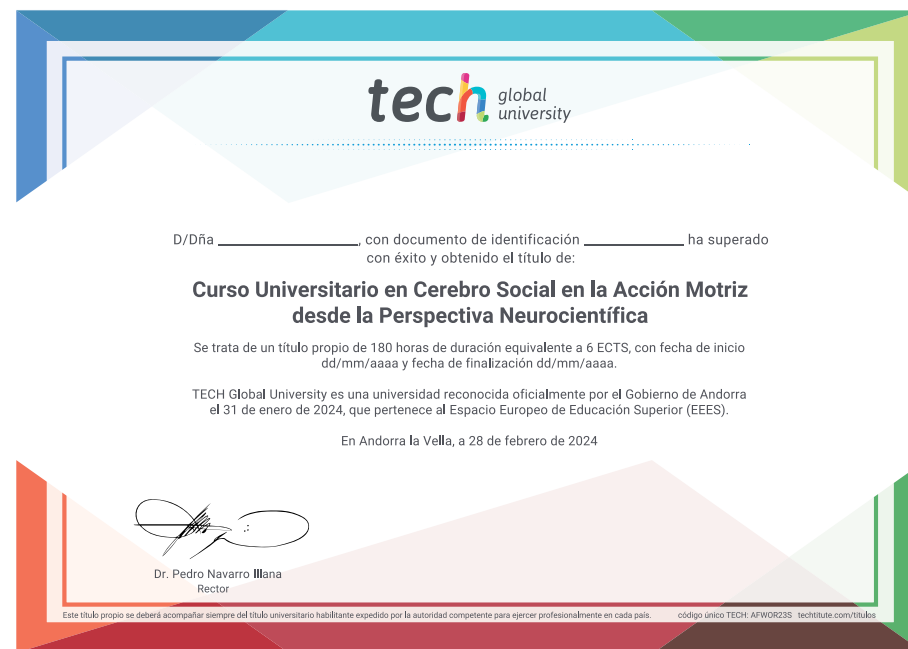 tech global university
D/Dña ____________________, con documento de identificación ______________ ha superado
con éxito y obtenido el título de:
Curso Universitario en Cerebro Social en la Acción Motriz
desde la Perspectiva Neurocientífica
Se trata de un título propio de 180 horas de duración equivalente a 6 ECTS, con fecha de inicio
dd/mm/aaaa y fecha de finalización dd/mm/aaaa.
TECH Global University es una universidad reconocida oficialmente por el Gobierno de Andorra
el 31 de enero de 2024, que pertenece al Espacio Europeo de Educación Superior (EEES).
En Andorra la Vella, a 28 de febrero de 2024
Dr. Pedro Navarro Illana
Rector
Este título propio se deberá acompañar siempre del título universitario habilitante expedido por la autoridad competente para ejercer profesionalmente en cada país. código único TECH: AFWOR23S techtitute.com/titulos